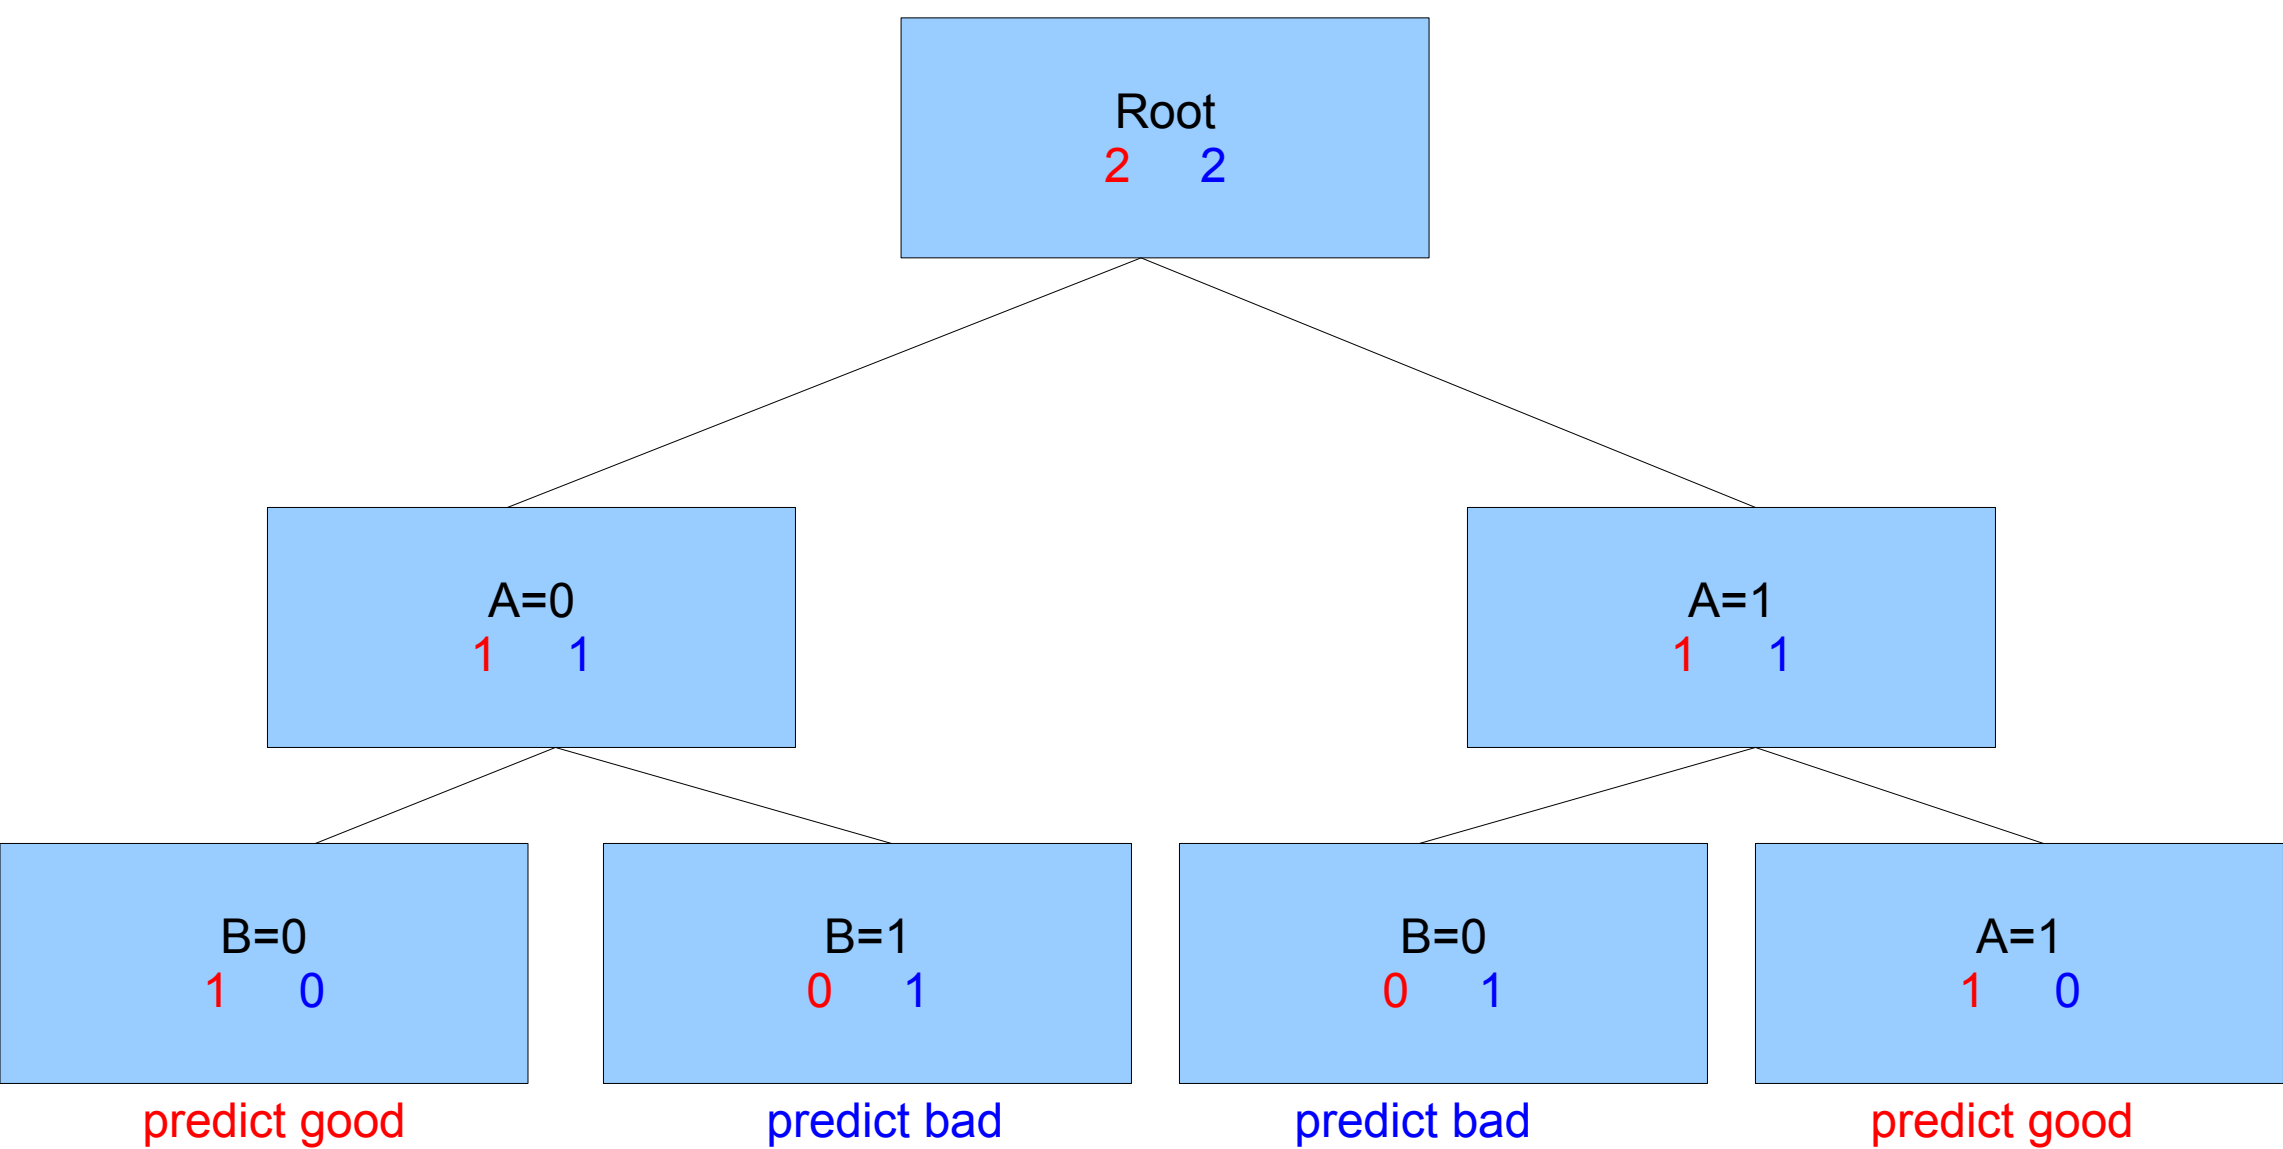 Root
2 2
A=0
1 1
A=1
1 1
B=0
1 0
B=1
0 1
B=0
0 1
A=1
1 0
predict good
predict bad
predict bad
predict good